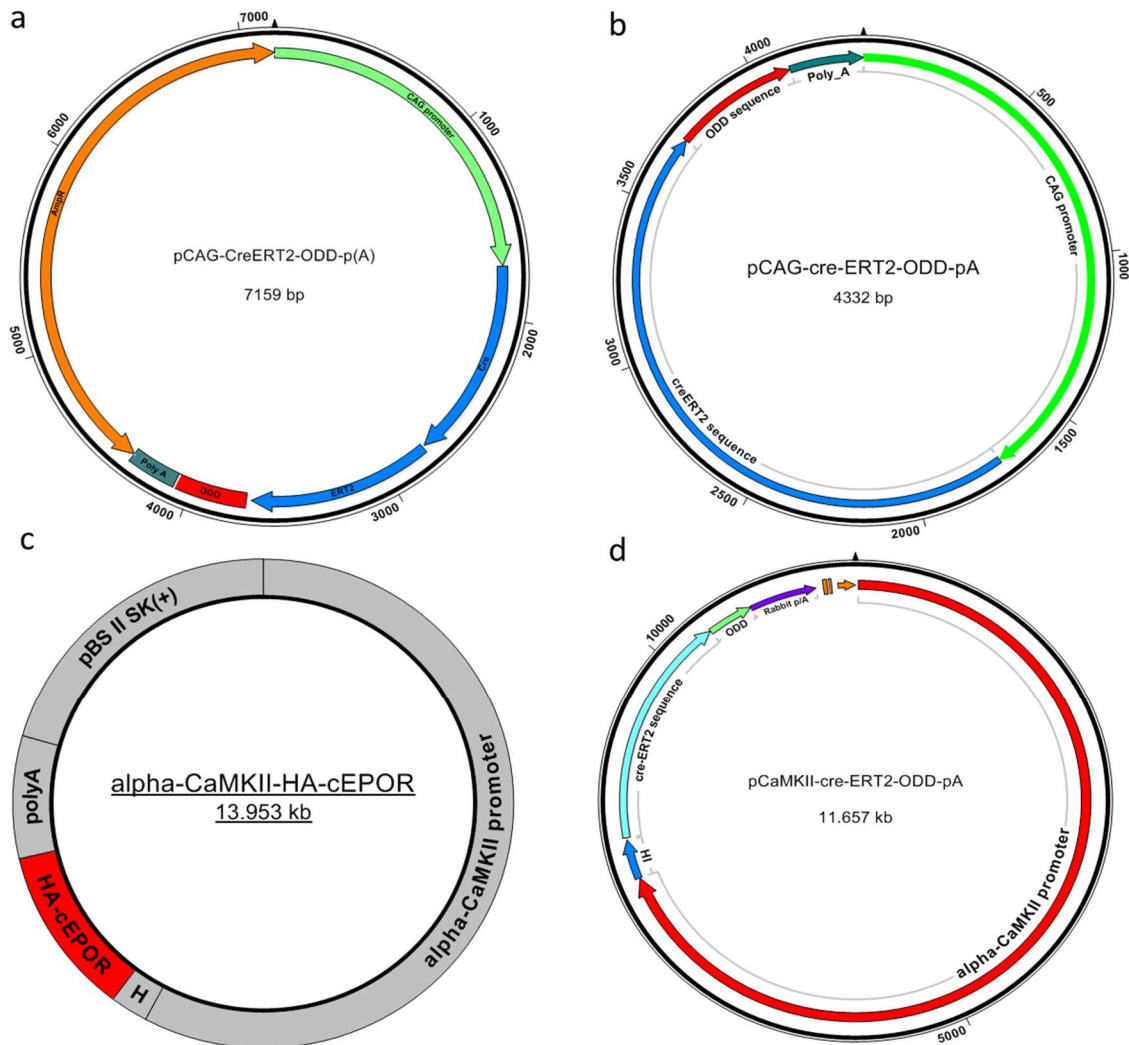 a
7000
1000
2000
3000
4000
5000
6000
CAG promoter
Cre
ERT2
ODD
Poly A
AmpR
pCAG-CreERT2-ODD-p(A)
7159 bp
b
500
1000
1500
2000
2500
3000
3500
4000
CAG promoter
creERT2 sequence
ODD sequence
Poly_A
pCAG-cre-ERT2-ODD-pA
4332 bp
c
pBS II SK(+)
alpha-CaMKII promoter
H
HA-cEPOR
polyA
alpha-CaMKII-HA-cEPOR
13.953 kb
d
10000
5000
alpha-CaMKII promoter
HI
cre-ERT2 sequence
ODD
Rabbit p/A
pCaMKII-cre-ERT2-ODD-pA
11.657 kb